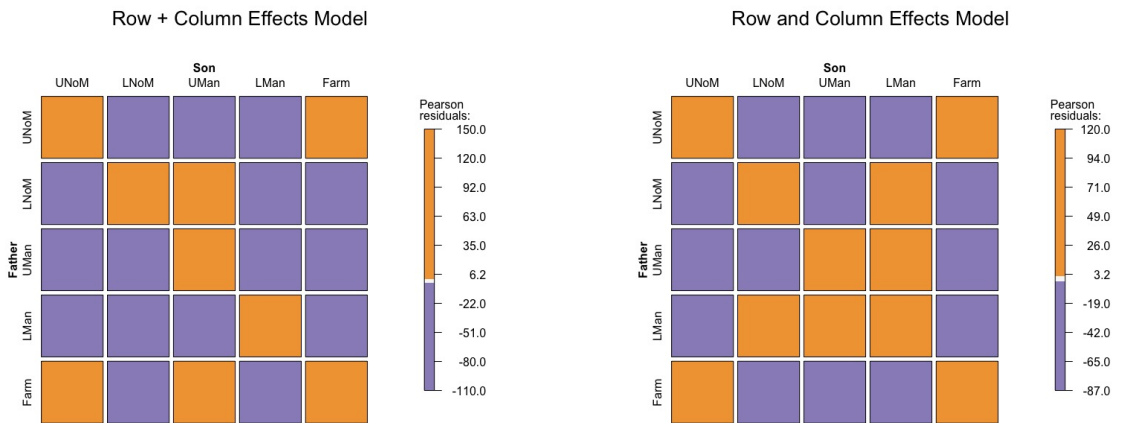 Row + Column Effects Model
Son
UNoM LNoM UMan LMan Farm
Father
UNoM
LNoM
UMan
LMan
Farm
Pearson
residuals:
150.0
120.0
92.0
63.0
35.0
6.2
-22.0
-51.0
-80.0
-110.0
Row and Column Effects Model
Son
UNoM LNoM UMan LMan Farm
Father
UNoM
LNoM
UMan
LMan
Farm
Pearson
residuals:
120.0
94.0
71.0
49.0
26.0
3.2
-19.0
-42.0
-65.0
-87.0